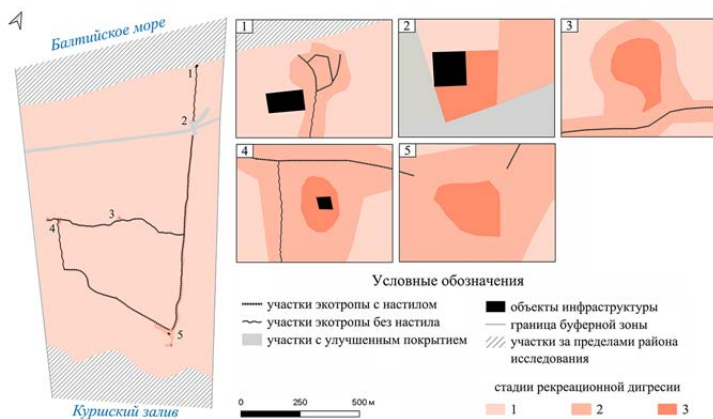 Балтийское море
1
2
3
4
5
Куршский залив
1
2
3
4
5
Условные обозначения
участки экотропы с настилом
участки экотропы без настила
участки с улучшенным покрытием
объекты инфраструктуры
граница буферной зоны
участки за пределами района
исследования
0 250 500 м
стадии рекреационной дигрессии
1 2 3